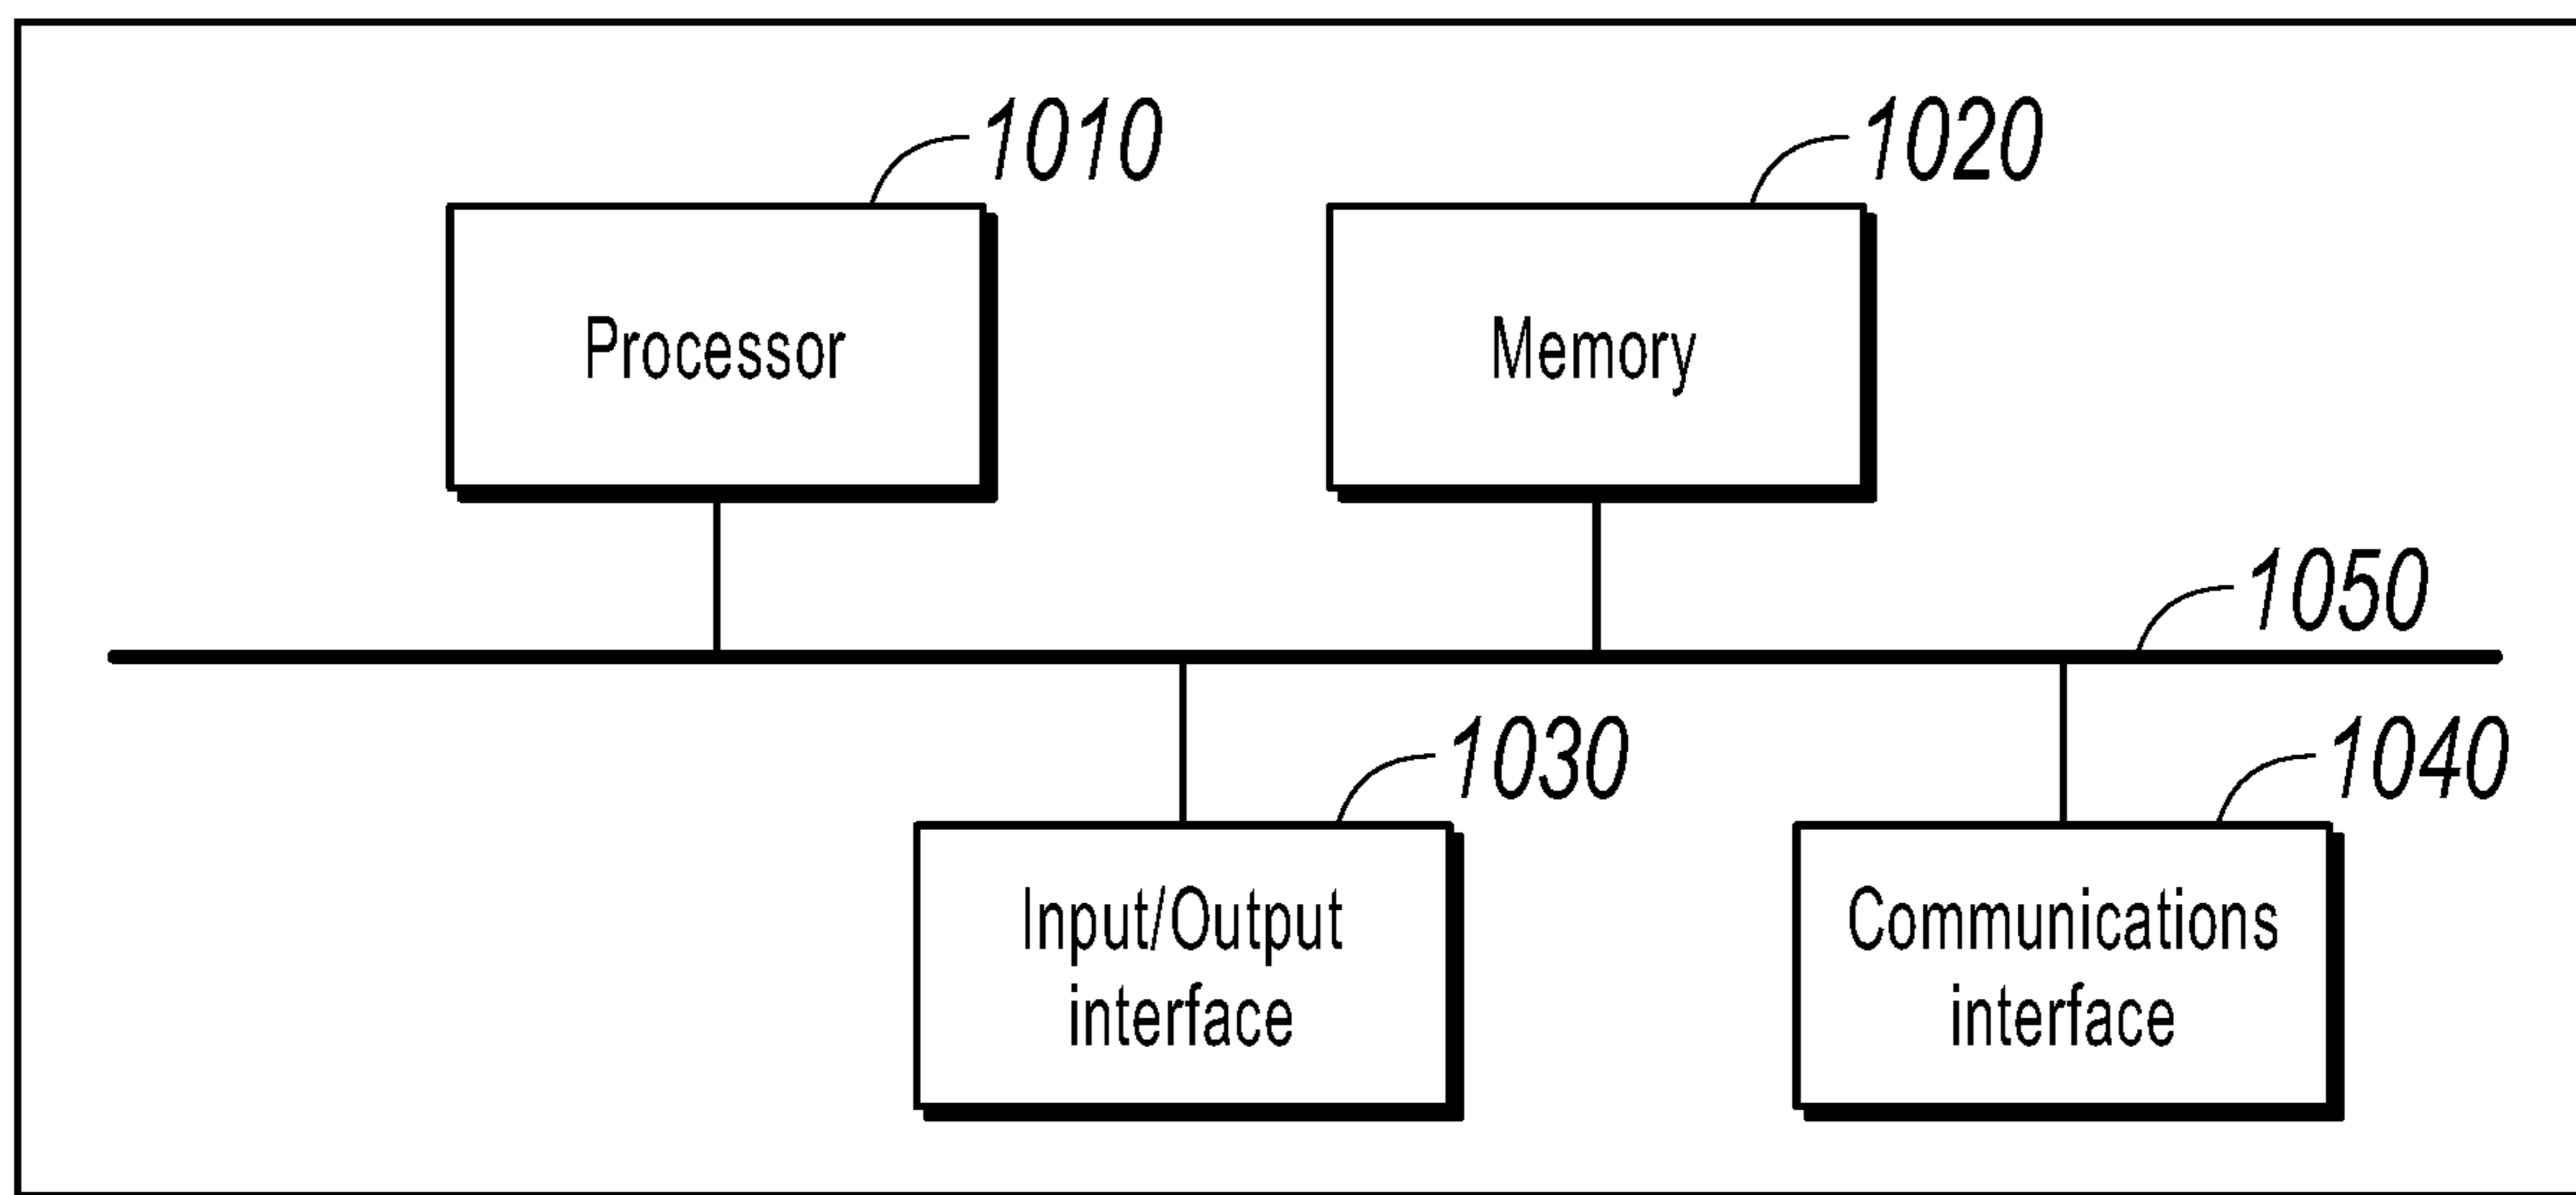 1010
1020
Processor
Memory
1050
1030
1040
Input/Output
interface
Communications
interface